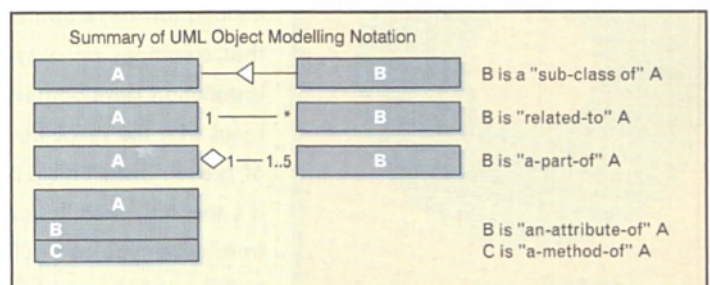 Summary of UML Object Modelling Notation
A B B is a "sub-class of" A
A 1 * B B is "related-to" A
A 1 1..5 B B is "a-part-of" A
A
B B is "an-attribute-of" A
C C is "a-method-of" A